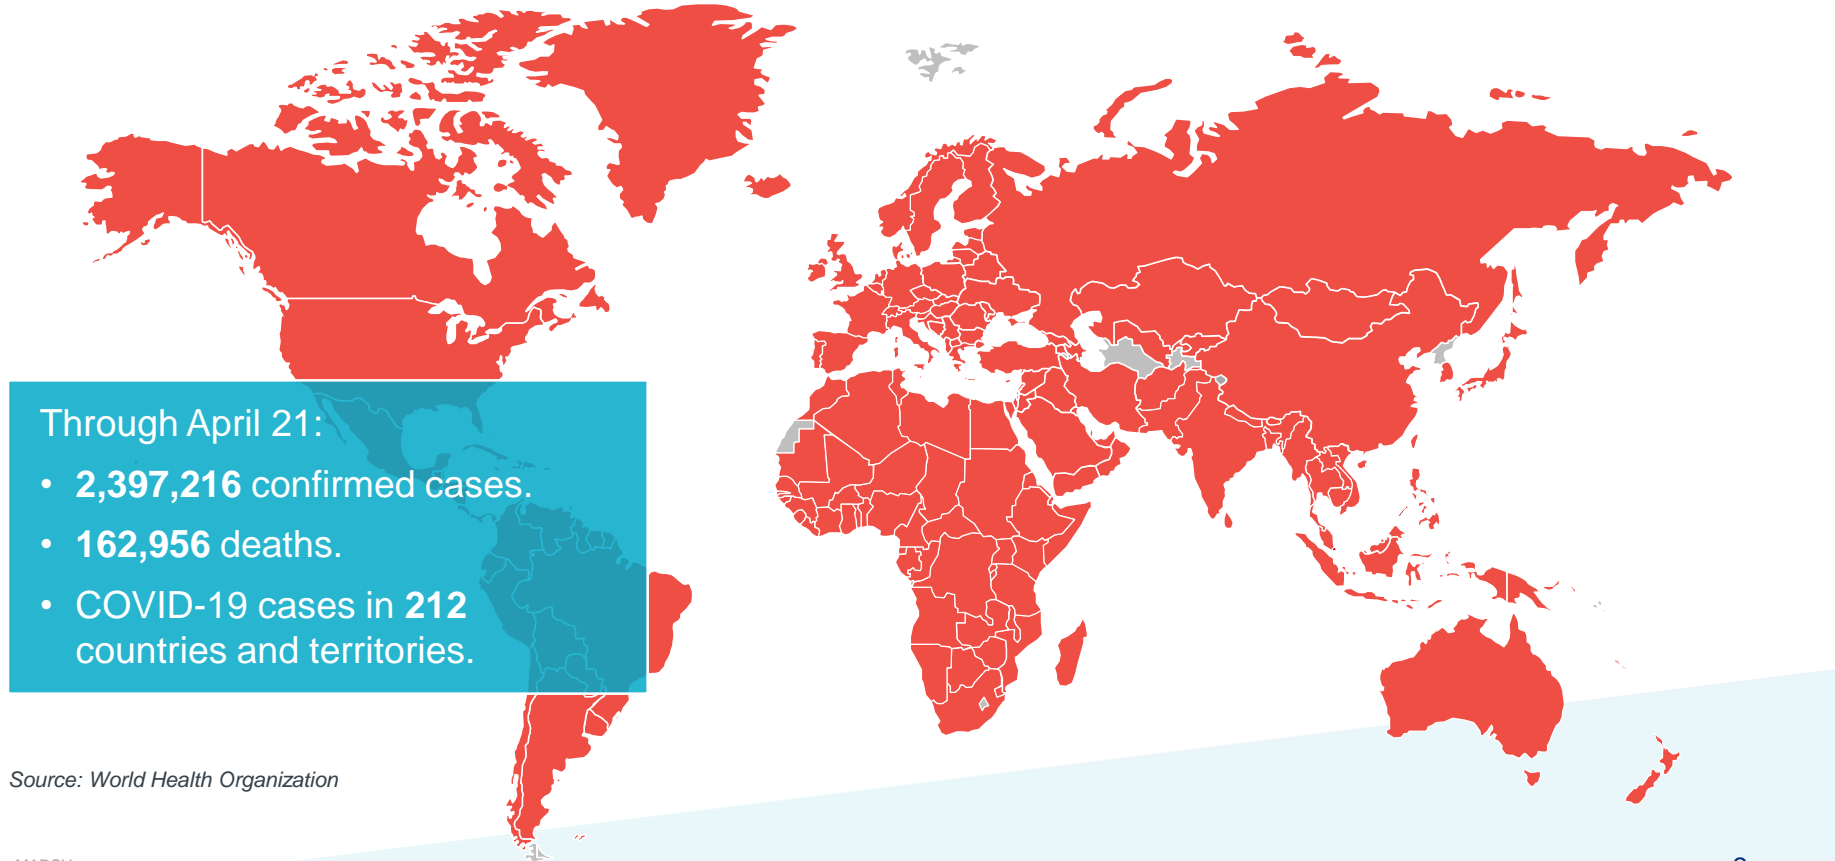 Through April 21:
• 2,397,216 confirmed cases.
• 162,956 deaths.
• COVID-19 cases in 212
countries and territories.
Source: World Health Organization